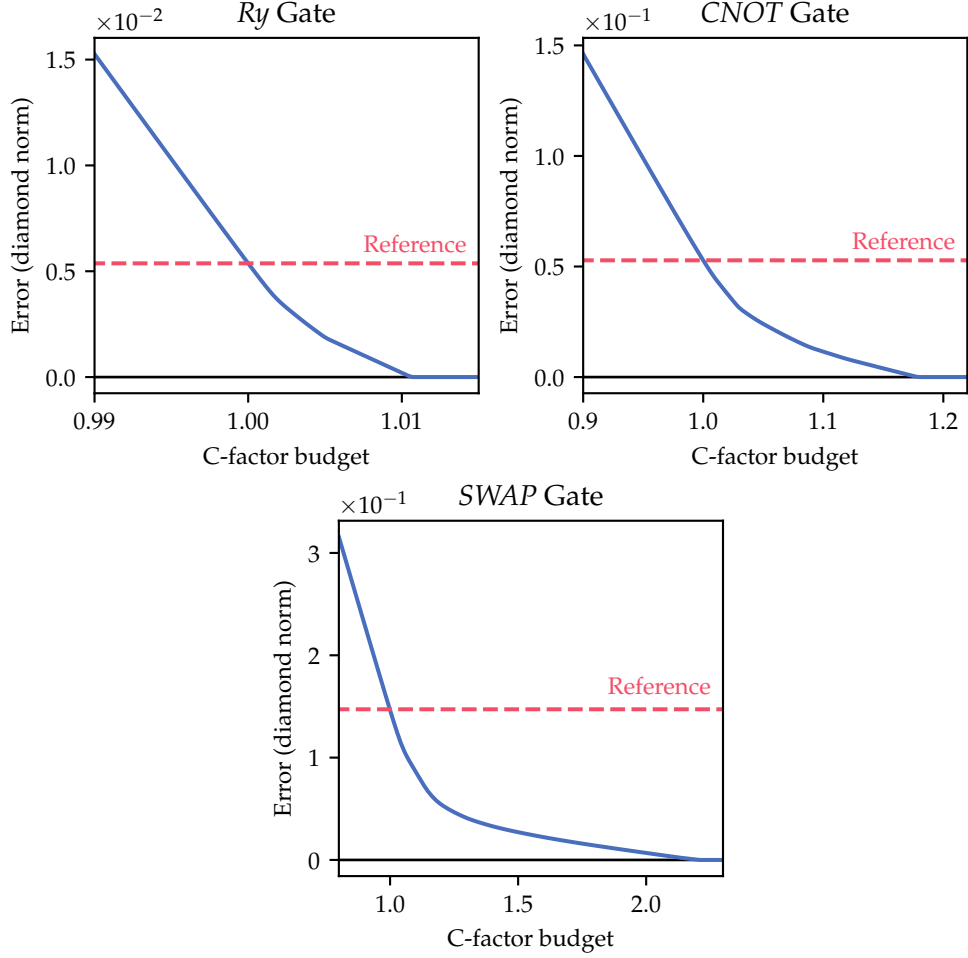 Ry Gate
×10⁻²
Error (diamond norm)
1.5
1.0
0.5
0.0
Reference
0.99
1.00
1.01
C-factor budget
CNOT Gate
×10⁻¹
Error (diamond norm)
1.5
1.0
0.5
0.0
Reference
0.9
1.0
1.1
1.2
C-factor budget
SWAP Gate
×10⁻¹
Error (diamond norm)
3
2
1
0
Reference
1.0
1.5
2.0
C-factor budget